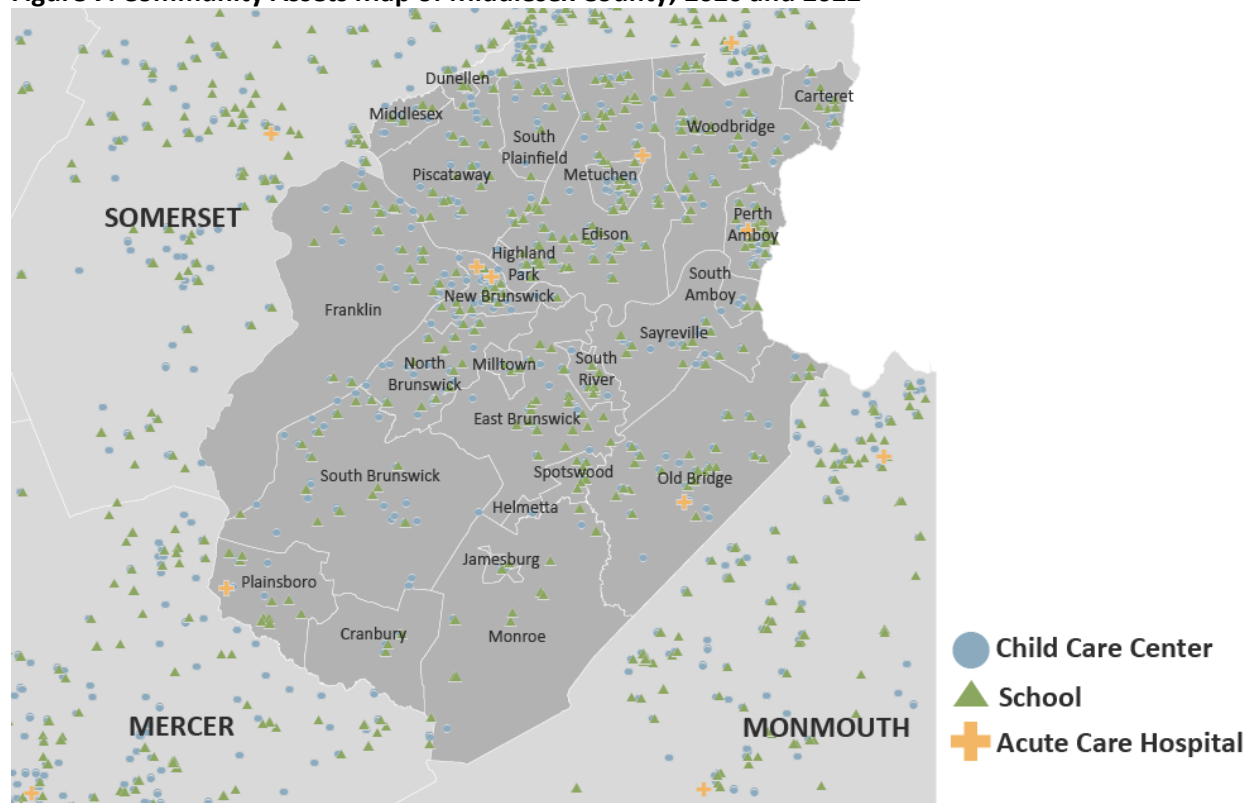 Dunellen
Middlesex
Carteret
South
Plainfield
Woodbridge
Piscataway
Metuchen
SOMERSET
Perth
Amboy
Edison
Highland
Park
South
Amboy
New Brunswick
Franklin
Sayreville
North
Brunswick
Milltown
South
River
East Brunswick
South Brunswick
Spotswood
Old Bridge
Helmetta
Jamesburg
Plainsboro
Cranbury
Monroe
MERCER
MONMOUTH
Child Care Center
School
Acute Care Hospital